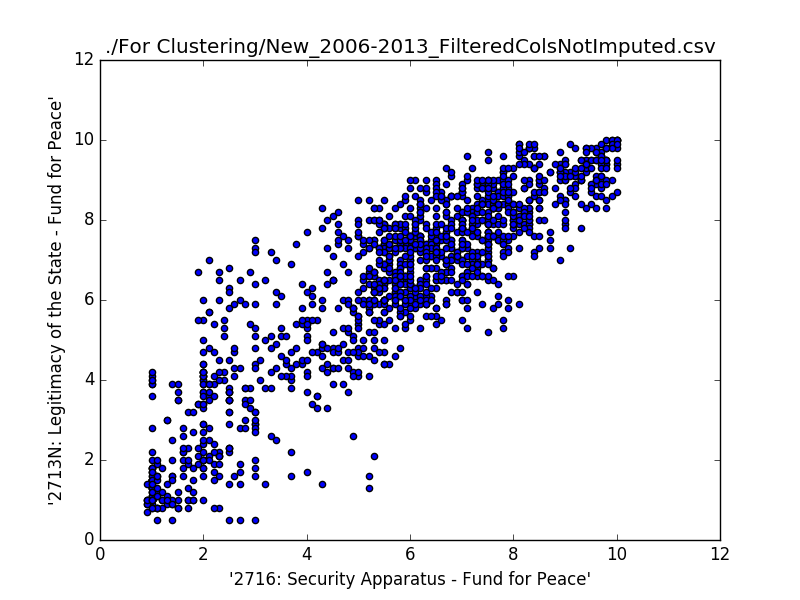 ./For Clustering/New_2006-2013_FilteredColsNotImputed.csv
12
10
8
6
4
2
0
'2713N: Legitimacy of the State - Fund for Peace'
0 2 4 6 8 10 12
'2716: Security Apparatus - Fund for Peace'